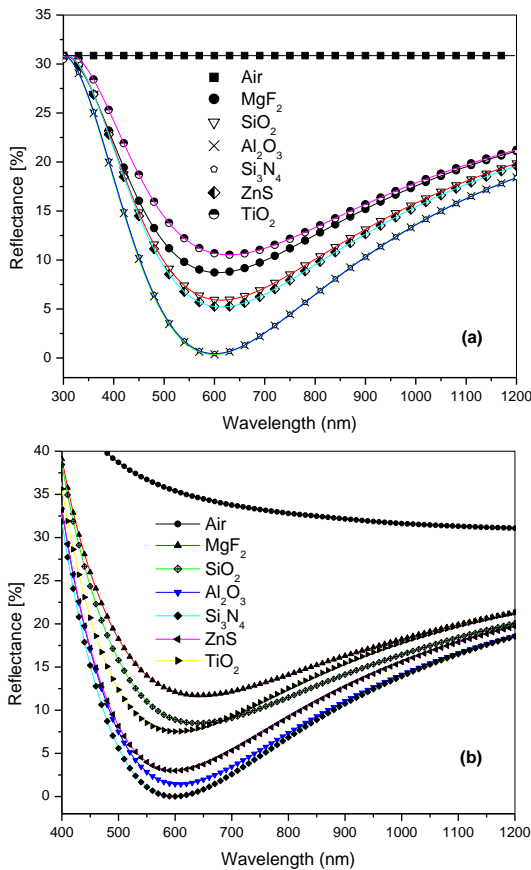 35
30
25
20
15
10
5
0
Reflectance [%]
Air
MgF₂
SiO₂
Al₂O₃
Si₃N₄
ZnS
TiO₂
(a)
300 400 500 600 700 800 900 1000 1100 1200
Wavelength (nm)
40
35
30
25
20
15
10
5
0
Reflectance [%]
Air
MgF₂
SiO₂
Al₂O₃
Si₃N₄
ZnS
TiO₂
(b)
400 500 600 700 800 900 1000 1100 1200
Wavelength (nm)